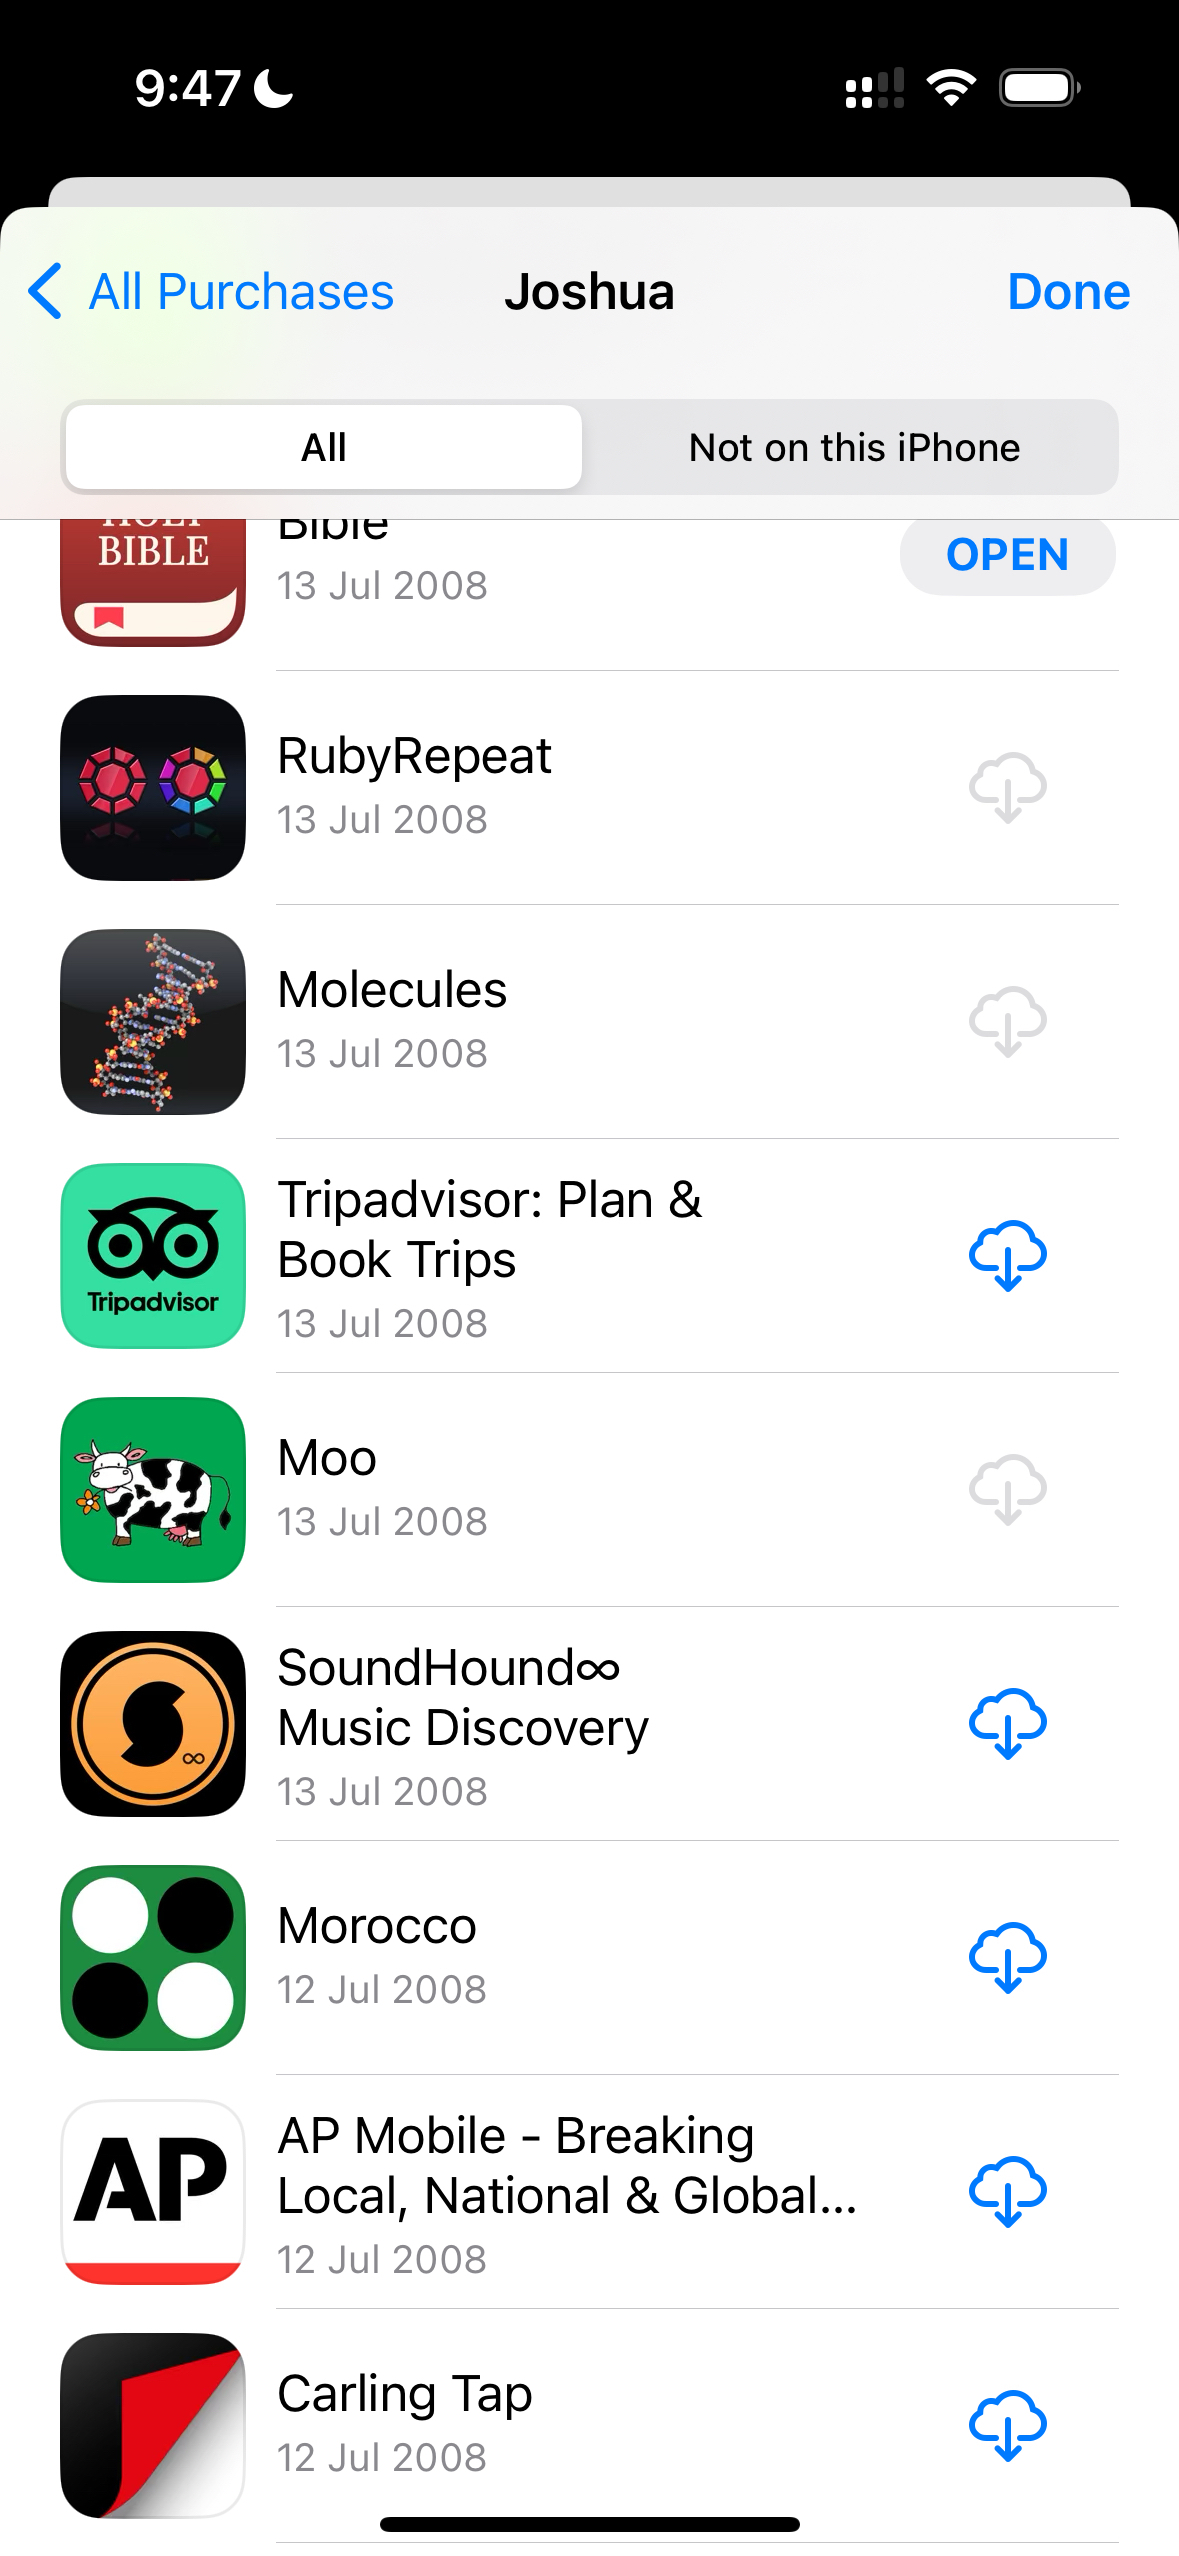 9:47
All Purchases
Joshua
Done
All
Not on this iPhone
HOLY
BIBLE
Bible
13 Jul 2008
OPEN
RubyRepeat
13 Jul 2008
Molecules
13 Jul 2008
Tripadvisor
Tripadvisor: Plan &
Book Trips
13 Jul 2008
Moo
13 Jul 2008
SoundHound∞
Music Discovery
13 Jul 2008
Morocco
12 Jul 2008
AP
AP Mobile - Breaking
Local, National & Global...
12 Jul 2008
Carling Tap
12 Jul 2008